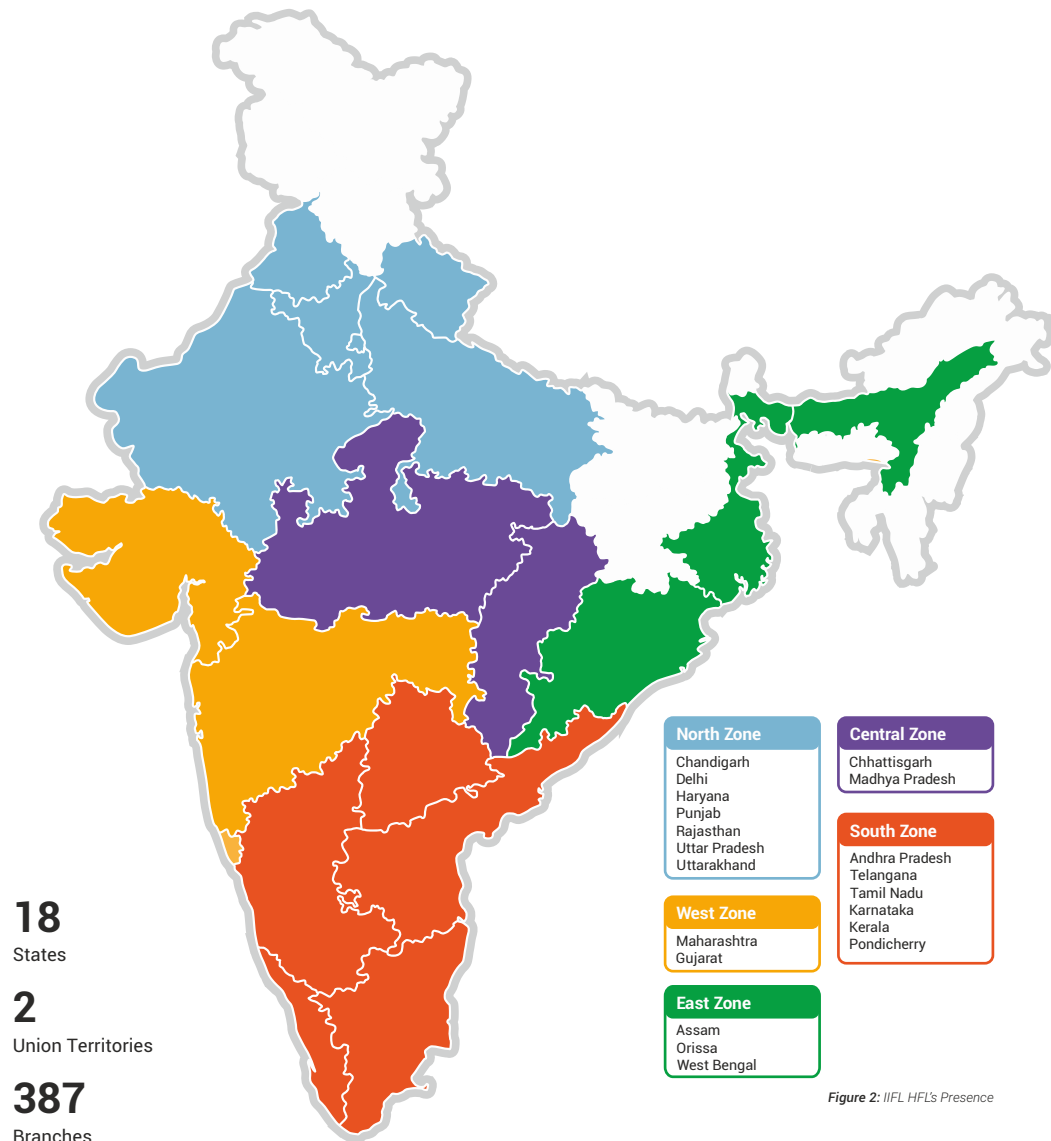 North Zone
Chandigarh
Delhi
Haryana
Punjab
Rajasthan
Uttar Pradesh
Uttarakhand
Central Zone
Chhattisgarh
Madhya Pradesh
South Zone
Andhra Pradesh
Telangana
Tamil Nadu
Karnataka
Kerala
Pondicherry
West Zone
Maharashtra
Gujarat
East Zone
Assam
Orissa
West Bengal
18
States
2
Union Territories
387
Branches
Figure 2: IIFL HFL's Presence